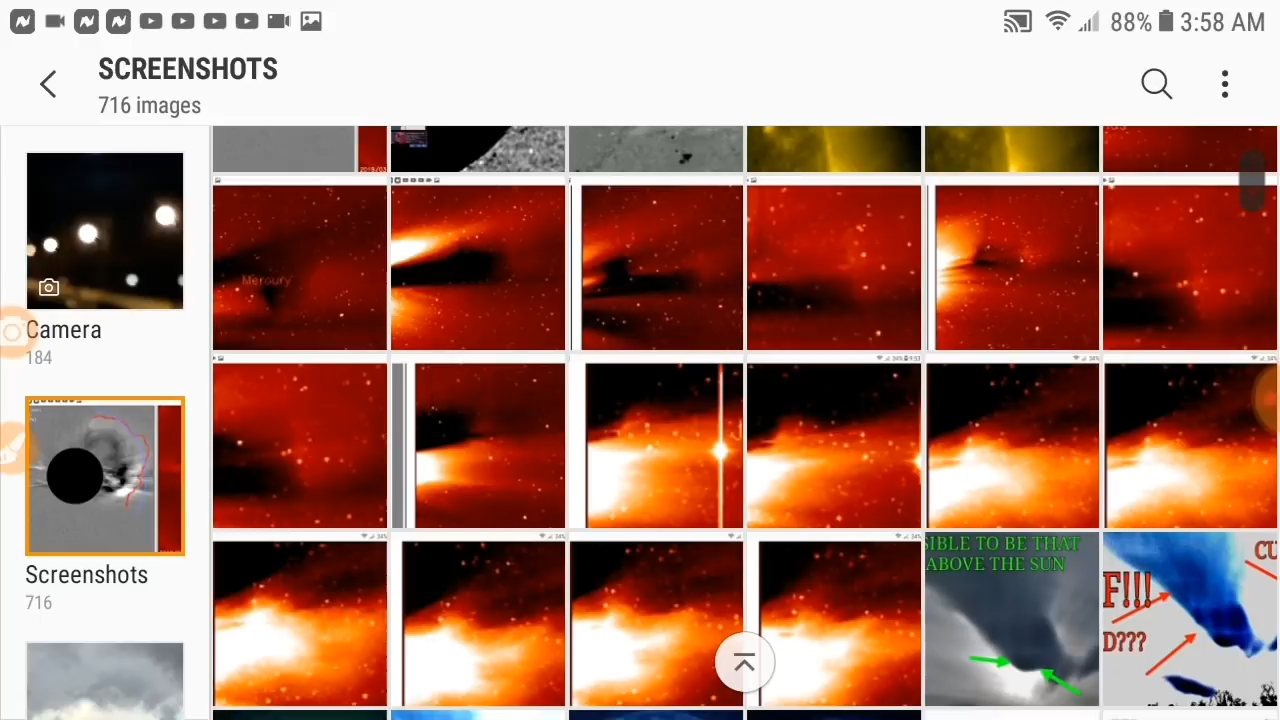 88% 3:58 AM
SCREENSHOTS
716 images
Mercury
Camera
184
Screenshots
716
SIBLE TO BE THAT
ABOVE THE SUN
CU
F!!!
D???